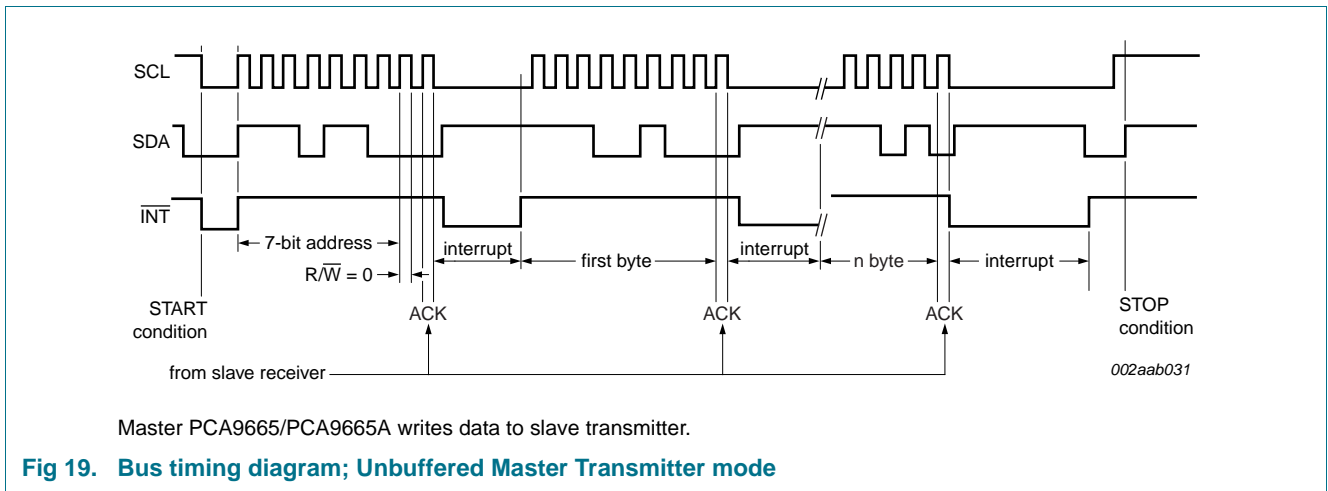 SCL
SDA
INT
7-bit address
interrupt
first byte
interrupt
n byte
interrupt
R/W = 0
START
condition
ACK
ACK
ACK
STOP
condition
from slave receiver
002aab031
Master PCA9665/PCA9665A writes data to slave transmitter.
Fig 19. Bus timing diagram; Unbuffered Master Transmitter mode